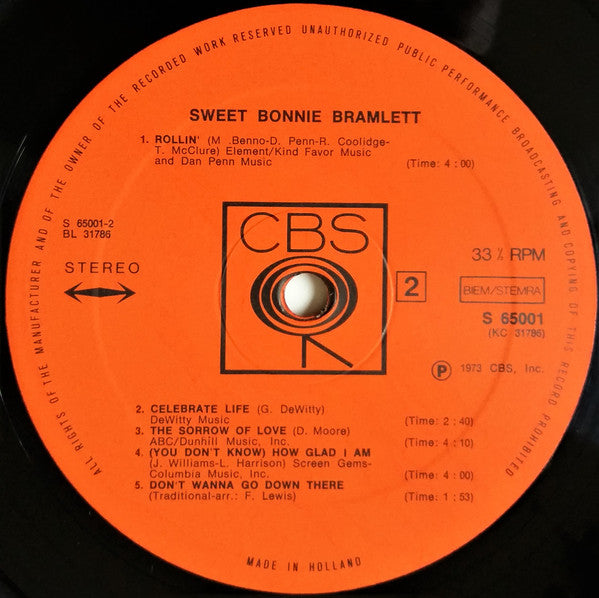 ALL RIGHTS OF THE MANUFACTURER AND OF THE OWNER OF THE RECORDED WORK RESERVED UNAUTHORIZED PUBLIC PERFORMANCE BROADCASTING AND COPYING OF THIS RECORD PROHIBITED
SWEET BONNIE BRAMLETT
1. ROLLIN' (M .Benno-D. Penn-R. Coolidge-
T. McClure) Element/Kind Favor Music
and Dan Penn Music (Time: 4 : 00)
S 65001-2
BL 31786
STEREO
CBS
2
33 ⅓ RPM
BIEM/STEMRA
S 65001
(KC 31786)
Ⓟ 1973 CBS, Inc.
2. CELEBRATE LIFE (G. DeWitty)
DeWitty Music (Time: 2 : 40)
3. THE SORROW OF LOVE (D. Moore)
ABC/Dunhill Music, Inc. (Time: 4 : 10)
4. (YOU DON'T KNOW) HOW GLAD I AM
(J. Williams-L. Harrison) Screen Gems-
Columbia Music, Inc. (Time: 4 : 00)
5. DON'T WANNA GO DOWN THERE
(Traditional-arr.: F. Lewis) (Time: 1 : 53)
MADE IN HOLLAND